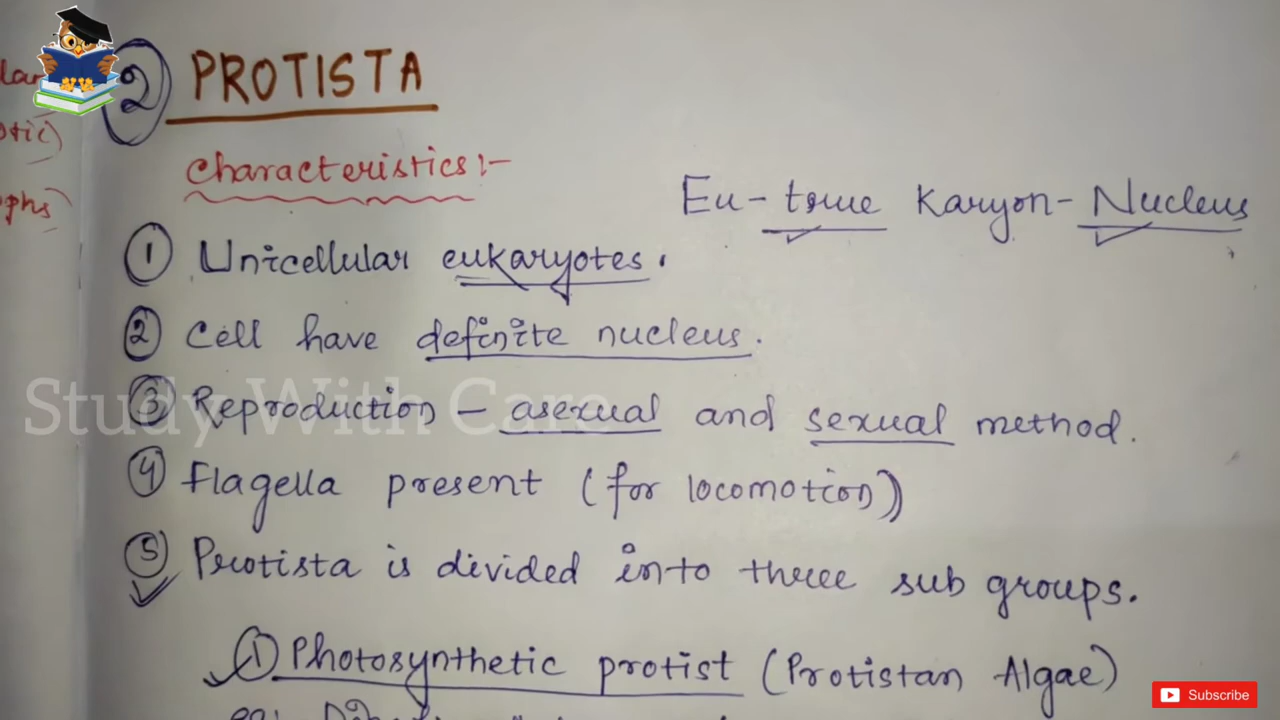 ② PROTISTA
Characteristics:-
Eu- true Karyon- Nucleus
① Unicellular eukaryotes.
② Cell have definite nucleus.
Study With Care
③ Reproduction - asexual and sexual method.
④ Flagella present (for locomotion)
⑤ Protista is divided into three sub groups.
① Photosynthetic protist (Protistan Algae)
eg:
Subscribe